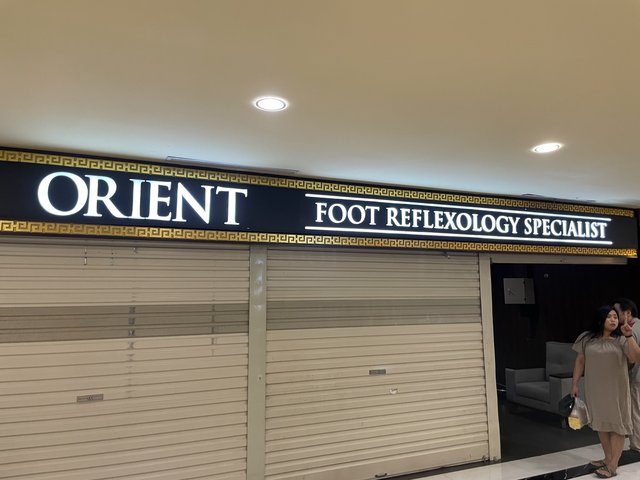 ORIENT
FOOT REFLEXOLOGY SPECIALIST